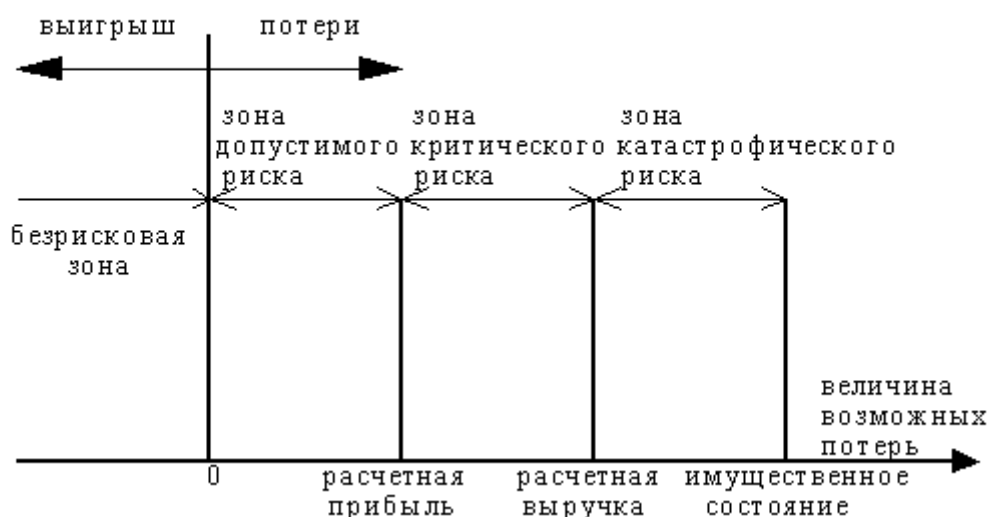 выигрыш
потери
зона
допустимого
риска
зона
критического
риска
зона
катастрофического
риска
безрисковая
зона
величина
возможных
потерь
0
расчетная
прибыль
расчетная
выручка
имущественное
состояние